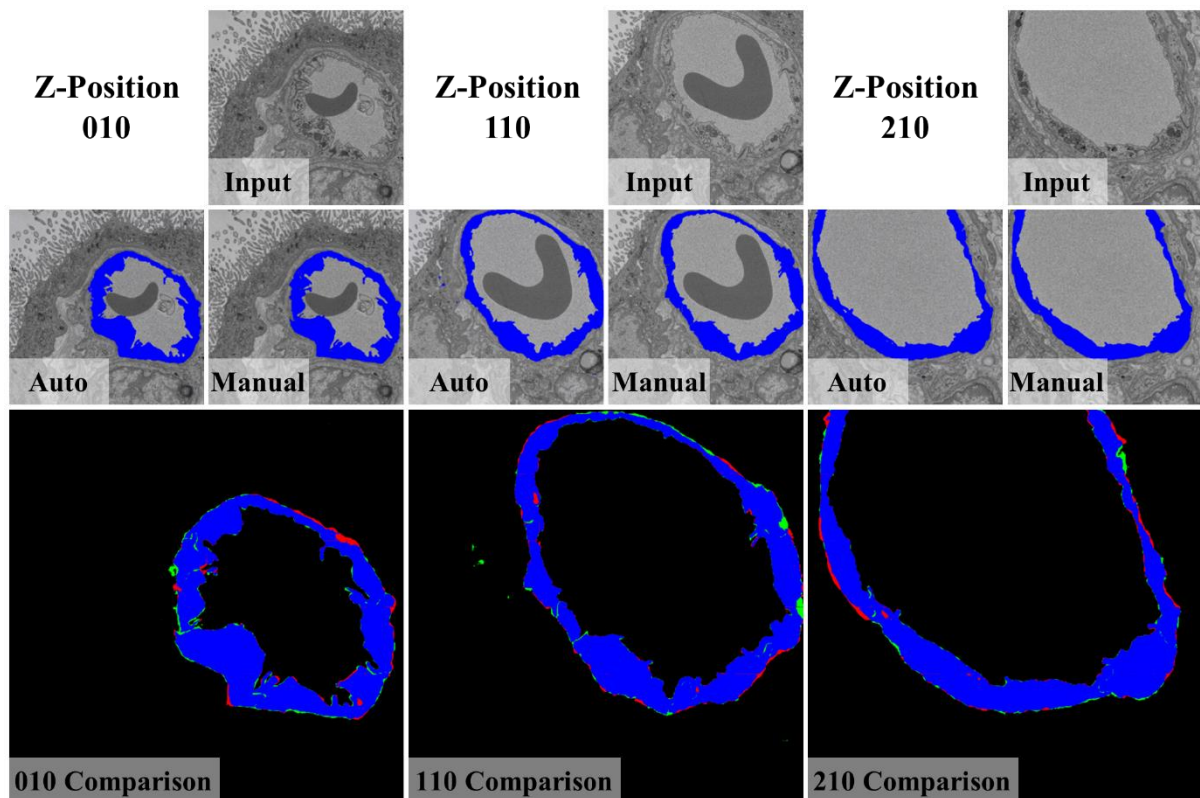 Z-Position
010
Input
Z-Position
110
Input
Z-Position
210
Input
Auto
Manual
Auto
Manual
Auto
Manual
010 Comparison
110 Comparison
210 Comparison